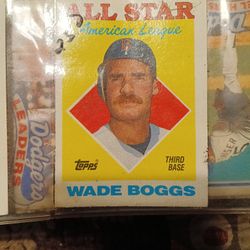 ALL STAR
American League
Topps
THIRD
BASE
WADE BOGGS
Dodgers
LEADERS